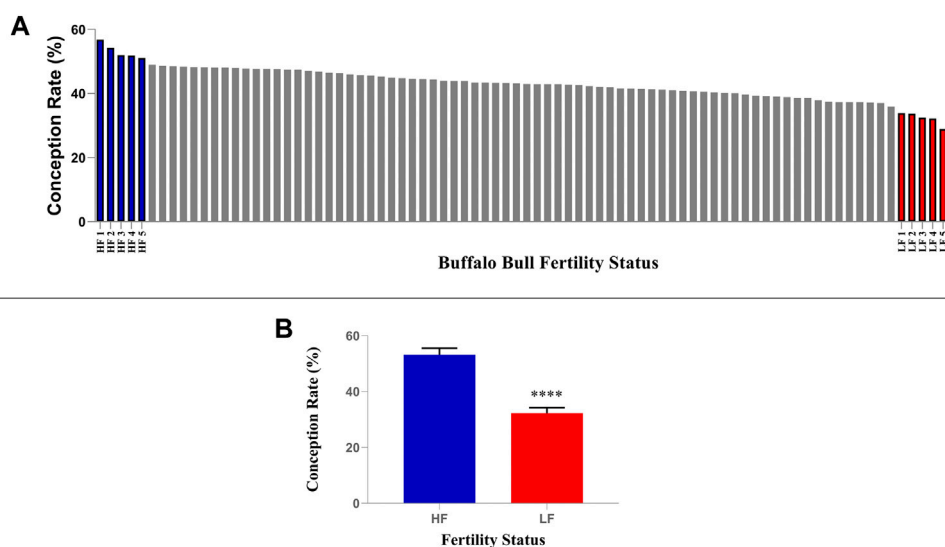 A
Conception Rate (%)
60
40
20
0
HF 1
HF 2
HF 3
HF 4
HF 5
LF 1
LF 2
LF 3
LF 4
LF 5
Buffalo Bull Fertility Status
B
Conception Rate (%)
60
40
20
0
****
HF
LF
Fertility Status